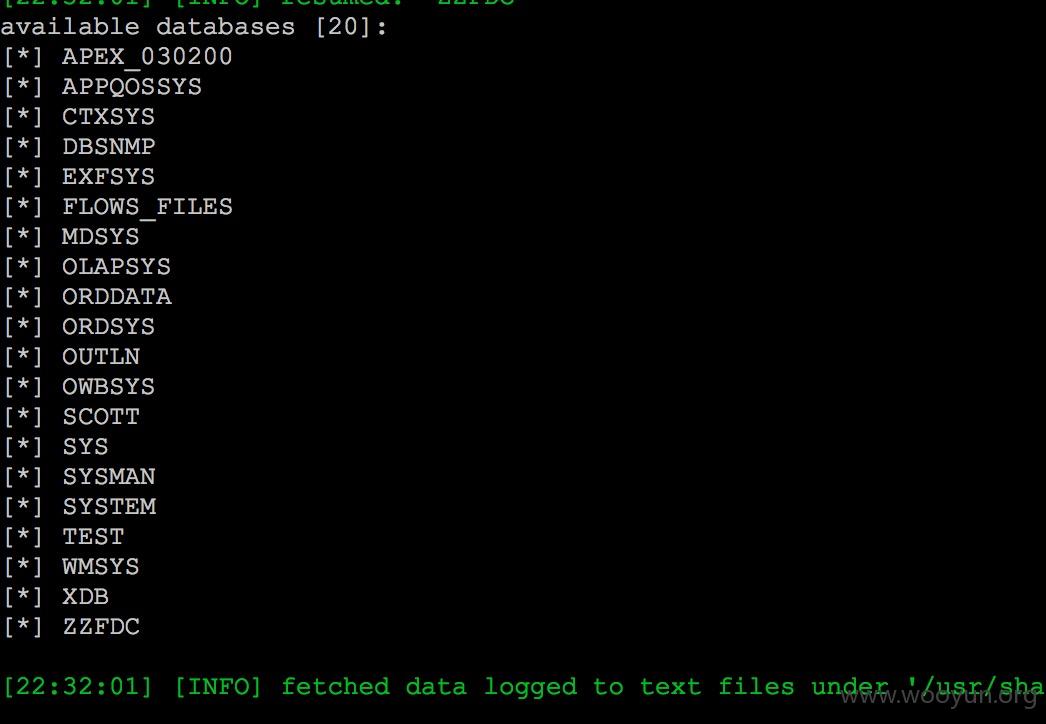 [22:32:01] [INFO] resumed: ZZFDC
available databases [20]:
[*] APEX_030200
[*] APPQOSSYS
[*] CTXSYS
[*] DBSNMP
[*] EXFSYS
[*] FLOWS_FILES
[*] MDSYS
[*] OLAPSYS
[*] ORDDATA
[*] ORDSYS
[*] OUTLN
[*] OWBSYS
[*] SCOTT
[*] SYS
[*] SYSMAN
[*] SYSTEM
[*] TEST
[*] WMSYS
[*] XDB
[*] ZZFDC
[22:32:01] [INFO] fetched data logged to text files under '/usr/sha
www.wooyun.org